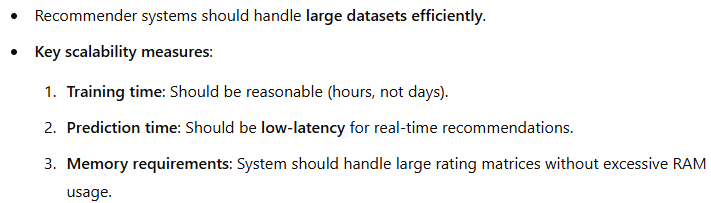 • Recommender systems should handle large datasets efficiently.
• Key scalability measures:
1. Training time: Should be reasonable (hours, not days).
2. Prediction time: Should be low-latency for real-time recommendations.
3. Memory requirements: System should handle large rating matrices without excessive RAM
usage.